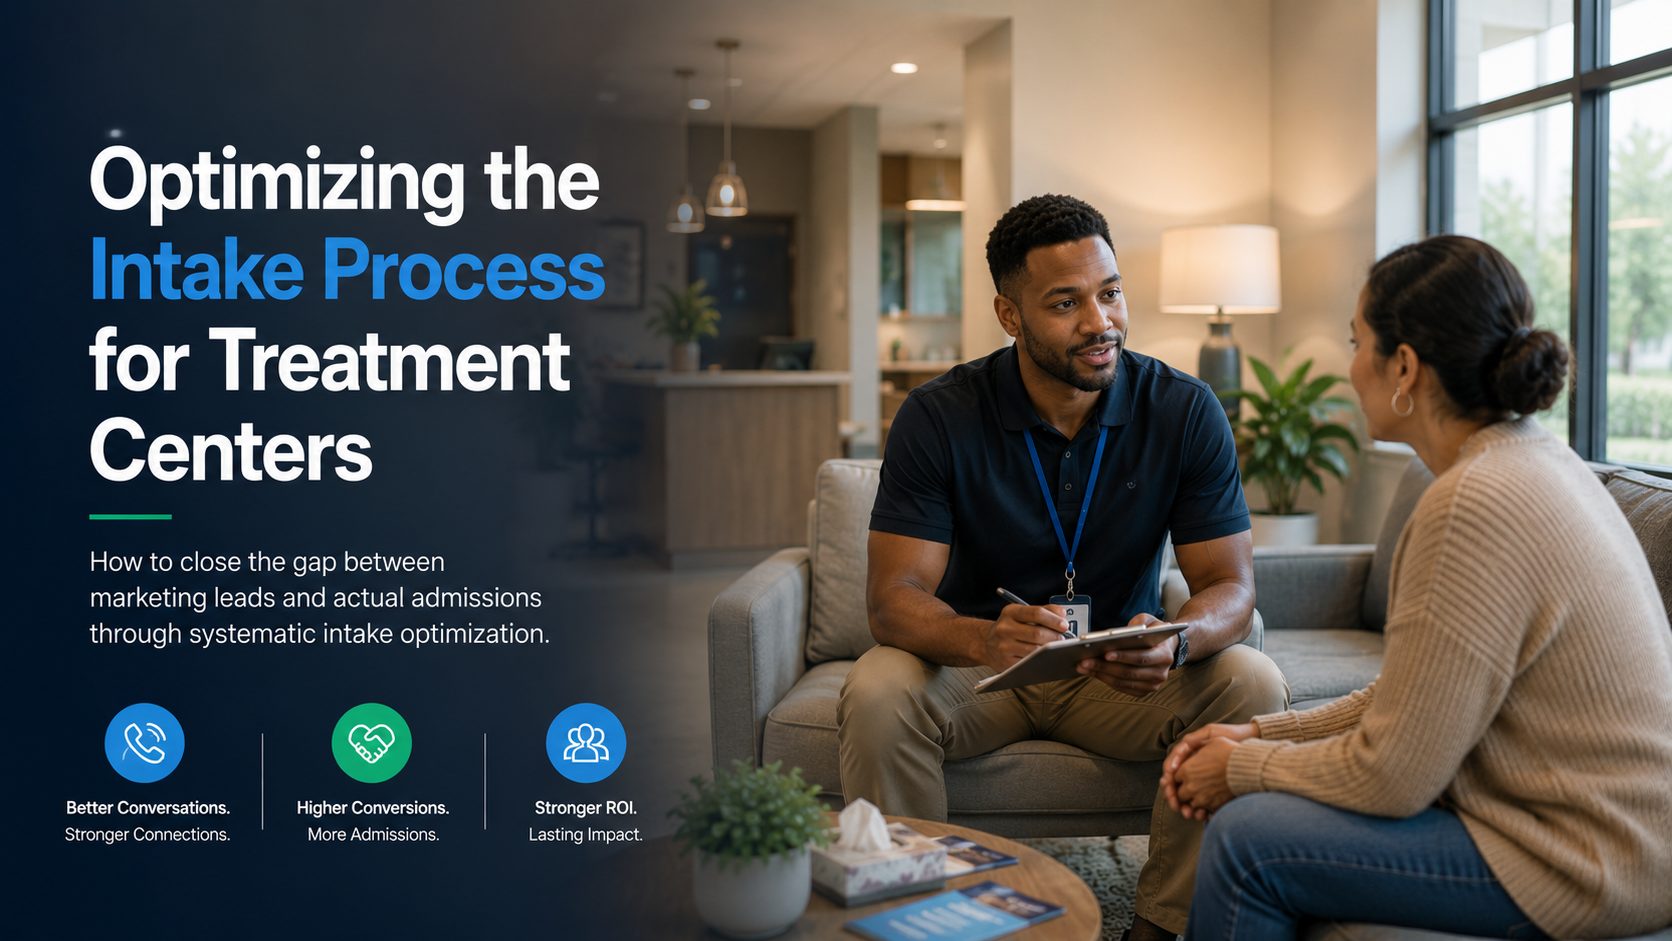 Optimizing the
Intake Process
for Treatment
Centers
How to close the gap between
marketing leads and actual admissions
through systematic intake optimization.
Better Conversations.
Stronger Connections.
Higher Conversions.
More Admissions.
Stronger ROI.
Lasting Impact.